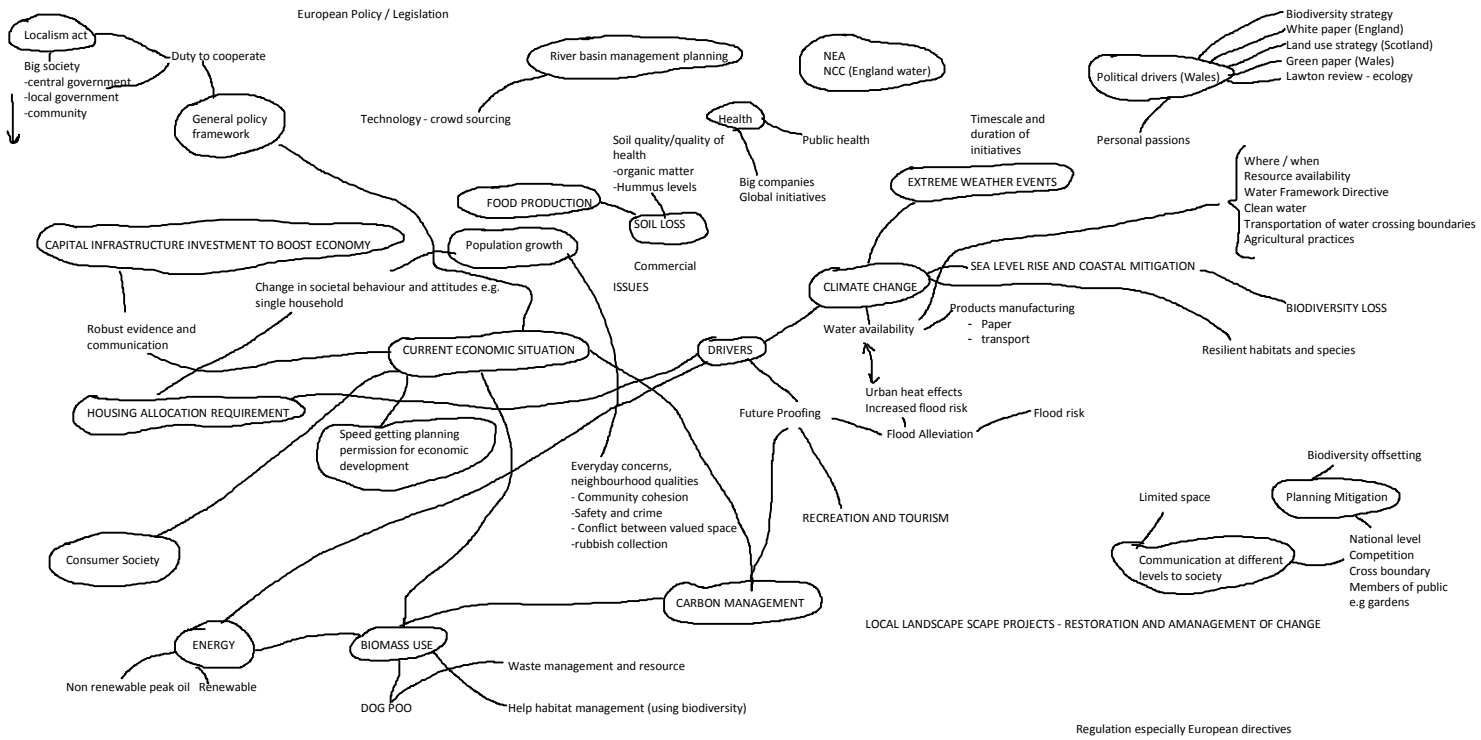 European Policy / Legislation
Localism act
Big society
-central government
-local government
-community
Duty to cooperate
General policy
framework
River basin management planning
Technology - crowd sourcing
NEA
NCC (England water)
Political drivers (Wales)
Biodiversity strategy
White paper (England)
Land use strategy (Scotland)
Green paper (Wales)
Lawton review - ecology
Personal passions
Health
Public health
Big companies
Global initiatives
Timescale and
duration of
initiatives
Soil quality/quality of
health
-organic matter
-Hummus levels
EXTREME WEATHER EVENTS
Where / when
Resource availability
Water Framework Directive
Clean water
Transportation of water crossing boundaries
Agricultural practices
FOOD PRODUCTION
SOIL LOSS
CAPITAL INFRASTRUCTURE INVESTMENT TO BOOST ECONOMY
Population growth
Commercial
ISSUES
Change in societal behaviour and attitudes e.g.
single household
CLIMATE CHANGE
SEA LEVEL RISE AND COASTAL MITIGATION
BIODIVERSITY LOSS
Products manufacturing
- Paper
- transport
Water availability
Resilient habitats and species
Robust evidence and
communication
CURRENT ECONOMIC SITUATION
DRIVERS
Urban heat effects
Increased flood risk
HOUSING ALLOCATION REQUIREMENT
Future Proofing
Flood Alleviation
Flood risk
Speed getting planning
permission for economic
development
Everyday concerns,
neighbourhood qualities
- Community cohesion
-Safety and crime
- Conflict between valued space
-rubbish collection
RECREATION AND TOURISM
Biodiversity offsetting
Planning Mitigation
Limited space
Communication at different
levels to society
National level
Competition
Cross boundary
Members of public
e.g gardens
Consumer Society
CARBON MANAGEMENT
LOCAL LANDSCAPE SCAPE PROJECTS - RESTORATION AND AMANAGEMENT OF CHANGE
ENERGY
BIOMASS USE
Non renewable peak oil
Renewable
Waste management and resource
DOG POO
Help habitat management (using biodiversity)
Regulation especially European directives